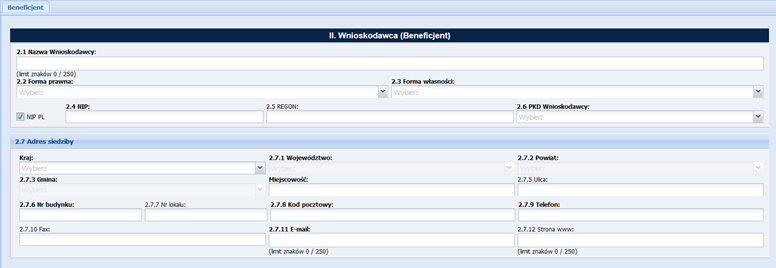 Beneficjent
II. Wnioskodawca (Beneficjent)
2.1 Nazwa Wnioskodawcy:
(limit znaków 0 / 250)
2.2 Forma prawna: 2.3 Forma własności:
Wybierz Wybierz
2.4 NIP: 2.5 REGON: 2.6 PKD Wnioskodawcy:
NIP PL Wybierz
2.7 Adres siedziby
Kraj: 2.7.1 Województwo: 2.7.2 Powiat:
Wybierz Wybierz Wybierz
2.7.3 Gmina: Miejscowość: 2.7.5 Ulica:
Wybierz
2.7.6 Nr budynku: 2.7.7 Nr lokalu: 2.7.8 Kod pocztowy: 2.7.9 Telefon:
2.7.10 Fax: 2.7.11 E-mail: 2.7.12 Strona www:
(limit znaków 0 / 250) (limit znaków 0 / 250)